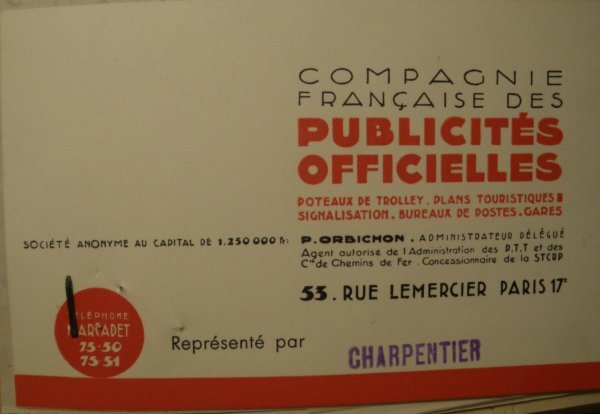 COMPAGNIE
FRANÇAISE DES
PUBLICITÉS
OFFICIELLES
POTEAUX DE TROLLEY. PLANS TOURISTIQUES
SIGNALISATION. BUREAUX DE POSTES. GARES
SOCIÉTÉ ANONYME AU CAPITAL DE 1.250 000 Fr:
P. ORBICHON. ADMINISTRATEUR DÉLÉGUÉ
Agent autorisé de l'Administration des P.T.T et des
Cies de Chemins de Fer. Concessionnaire de la STCRP
53. RUE LEMERCIER PARIS 17e
TÉLÉPHONE
MARCADET
75-50
75-51
Représenté par
CHARPENTIER